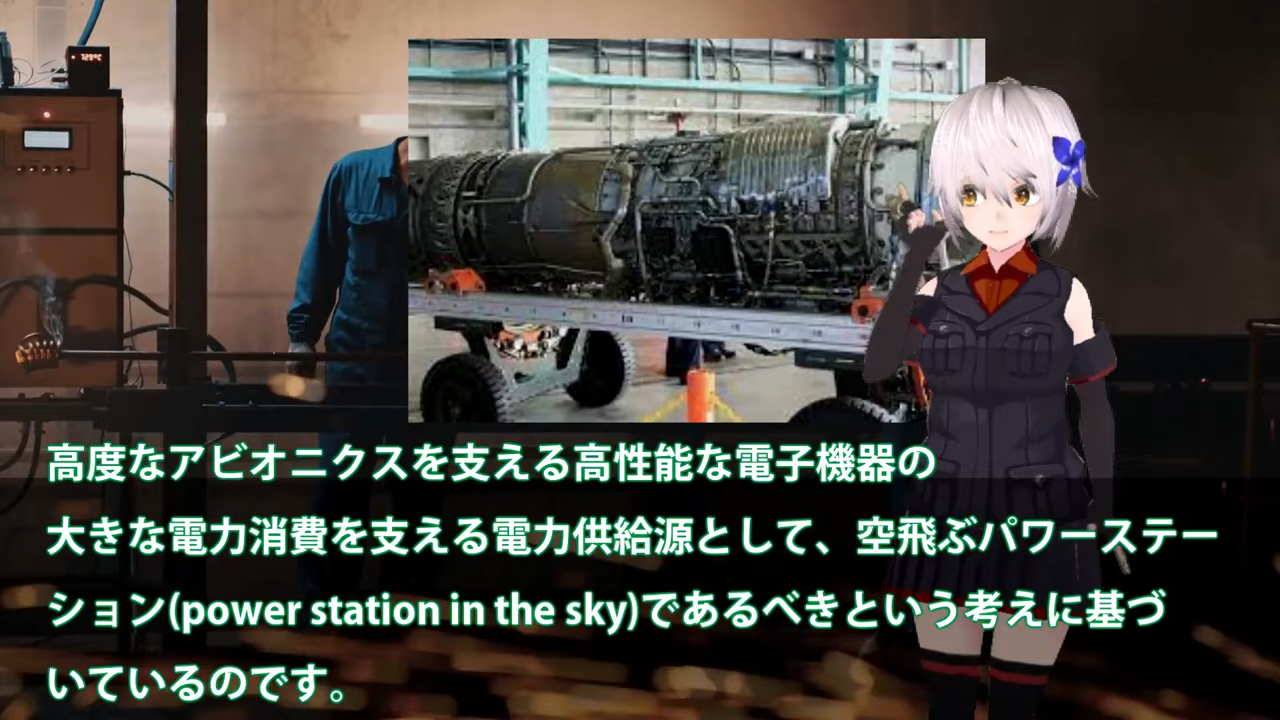 高度なアビオニクスを支える高性能な電子機器の
大きな電力消費を支える電力供給源として、空飛ぶパワーステー
ション(power station in the sky)であるべきという考えに基づ
いているのです。